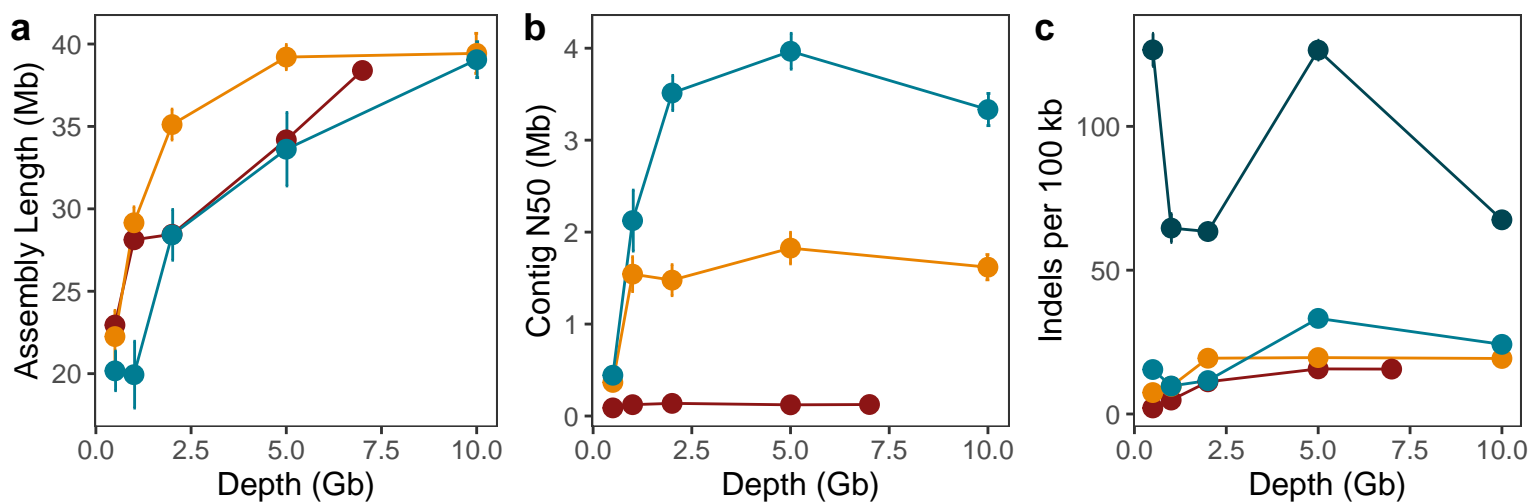 a
Assembly Length (Mb)
40
35
30
25
20
0.0 2.5 5.0 7.5 10.0
Depth (Gb)
b
Contig N50 (Mb)
4
3
2
1
0
0.0 2.5 5.0 7.5 10.0
Depth (Gb)
c
Indels per 100 kb
100
50
0
0.0 2.5 5.0 7.5 10.0
Depth (Gb)